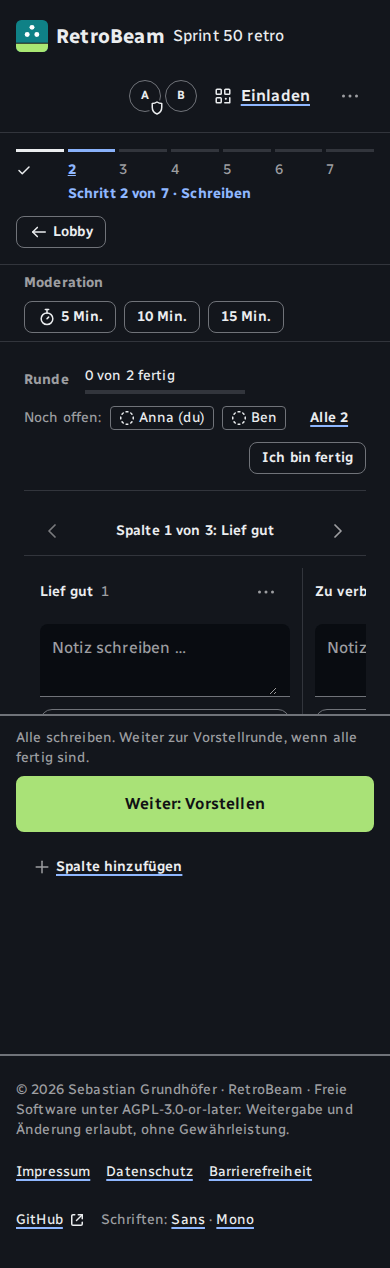 RetroBeam Sprint 50 retro
A B Einladen
2 3 4 5 6 7
Schritt 2 von 7 · Schreiben
Lobby
Moderation
5 Min. 10 Min. 15 Min.
Runde 0 von 2 fertig
Noch offen: Anna (du) Ben Alle 2
Ich bin fertig
Spalte 1 von 3: Lief gut
Lief gut 1 Zu verb
Notiz schreiben … Notiz
Alle schreiben. Weiter zur Vorstellrunde, wenn alle
fertig sind.
Weiter: Vorstellen
Spalte hinzufügen
© 2026 Sebastian Grundhöfer · RetroBeam · Freie
Software unter AGPL-3.0-or-later: Weitergabe und
Änderung erlaubt, ohne Gewährleistung.
Impressum Datenschutz Barrierefreiheit
GitHub Schriften: Sans · Mono